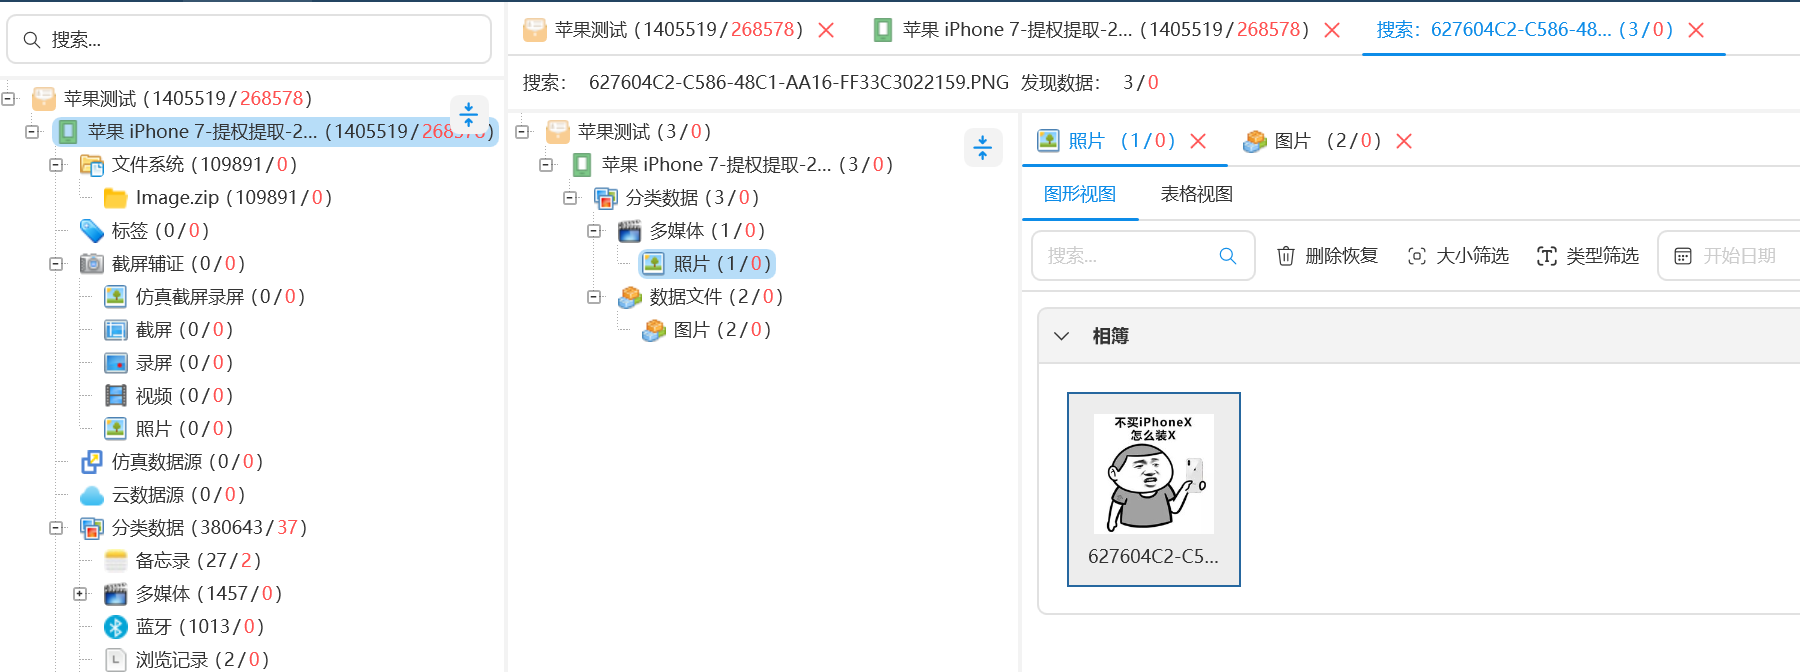 搜索...
苹果测试 (1405519/268578)
苹果 iPhone 7-提权提取-2... (1405519/268578)
文件系统 (109891/0)
Image.zip (109891/0)
标签 (0/0)
截屏辅证 (0/0)
仿真截屏录屏 (0/0)
截屏 (0/0)
录屏 (0/0)
视频 (0/0)
照片 (0/0)
仿真数据源 (0/0)
云数据源 (0/0)
分类数据 (380643/37)
备忘录 (27/2)
多媒体 (1457/0)
蓝牙 (1013/0)
浏览记录 (2/0)
苹果测试 (1405519/268578)
苹果 iPhone 7-提权提取-2... (1405519/268578)
搜索：627604C2-C586-48... (3/0)
搜索： 627604C2-C586-48C1-AA16-FF33C3022159.PNG 发现数据： 3/0
苹果测试 (3/0)
苹果 iPhone 7-提权提取-2... (3/0)
分类数据 (3/0)
多媒体 (1/0)
照片 (1/0)
数据文件 (2/0)
图片 (2/0)
照片 (1/0)
图片 (2/0)
图形视图
表格视图
搜索...
删除恢复
大小筛选
类型筛选
开始日期
相簿
不买iPhoneX
怎么装X
627604C2-C5...